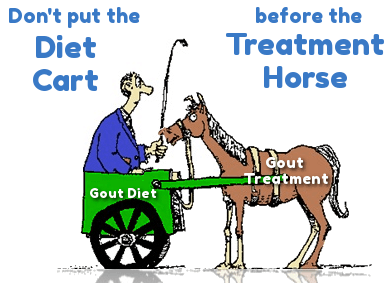 Don't put the
Diet
Cart
before the
Treatment
Horse
Gout Diet
Gout
Treatment